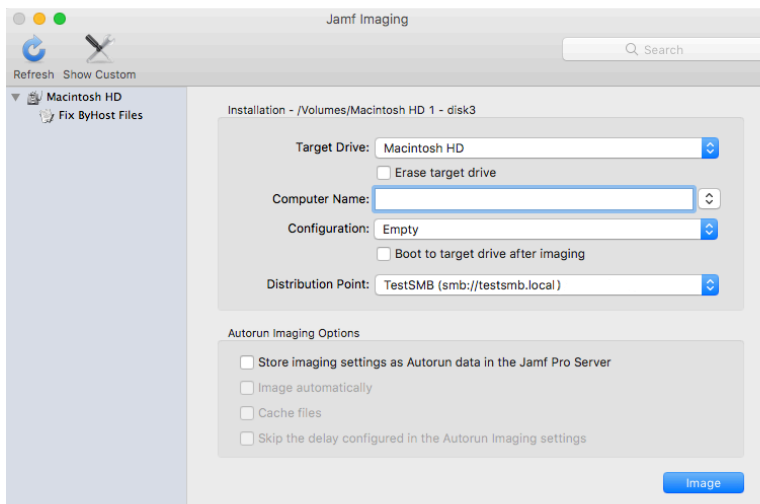 Jamf Imaging
Search
Refresh Show Custom
Macintosh HD
Fix ByHost Files
Installation - /Volumes/Macintosh HD 1 - disk3
Target Drive: Macintosh HD
Erase target drive
Computer Name:
Configuration: Empty
Boot to target drive after imaging
Distribution Point: TestSMB (smb://testsmb.local)
Autorun Imaging Options
Store imaging settings as Autorun data in the Jamf Pro Server
Image automatically
Cache files
Skip the delay configured in the Autorun Imaging settings
Image